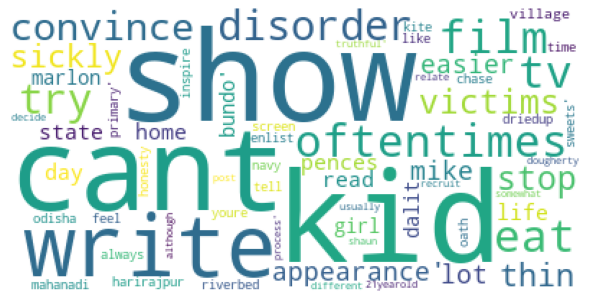 convince disorder film village
sickly show kite like time
truthful'
marlon inspire tv
try easier chase
primary' bundo' victims
decide driedup
state home screen oftentimes sweets'
enlist
cant kid
day honesty navy pences mike stop dougherty
post tell read recruit somewhat
write youre usually girl dalit life
odisha feel shaun oath eat
always although process'
riverbed appearance' lot thin
mahanadi harirajpur different 21yearold
relate